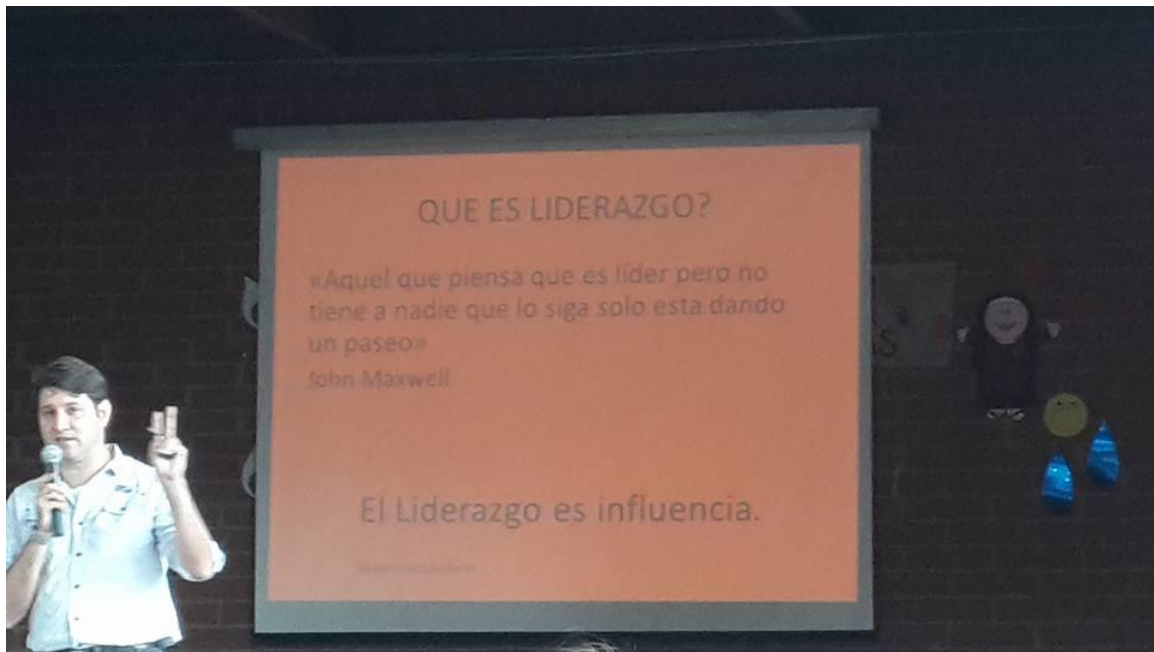 QUE ES LIDERAZGO?
«Aquel que piensa que es líder pero no
tiene a nadie que lo siga solo esta dando
un paseo»
John Maxwell
El Liderazgo es influencia.